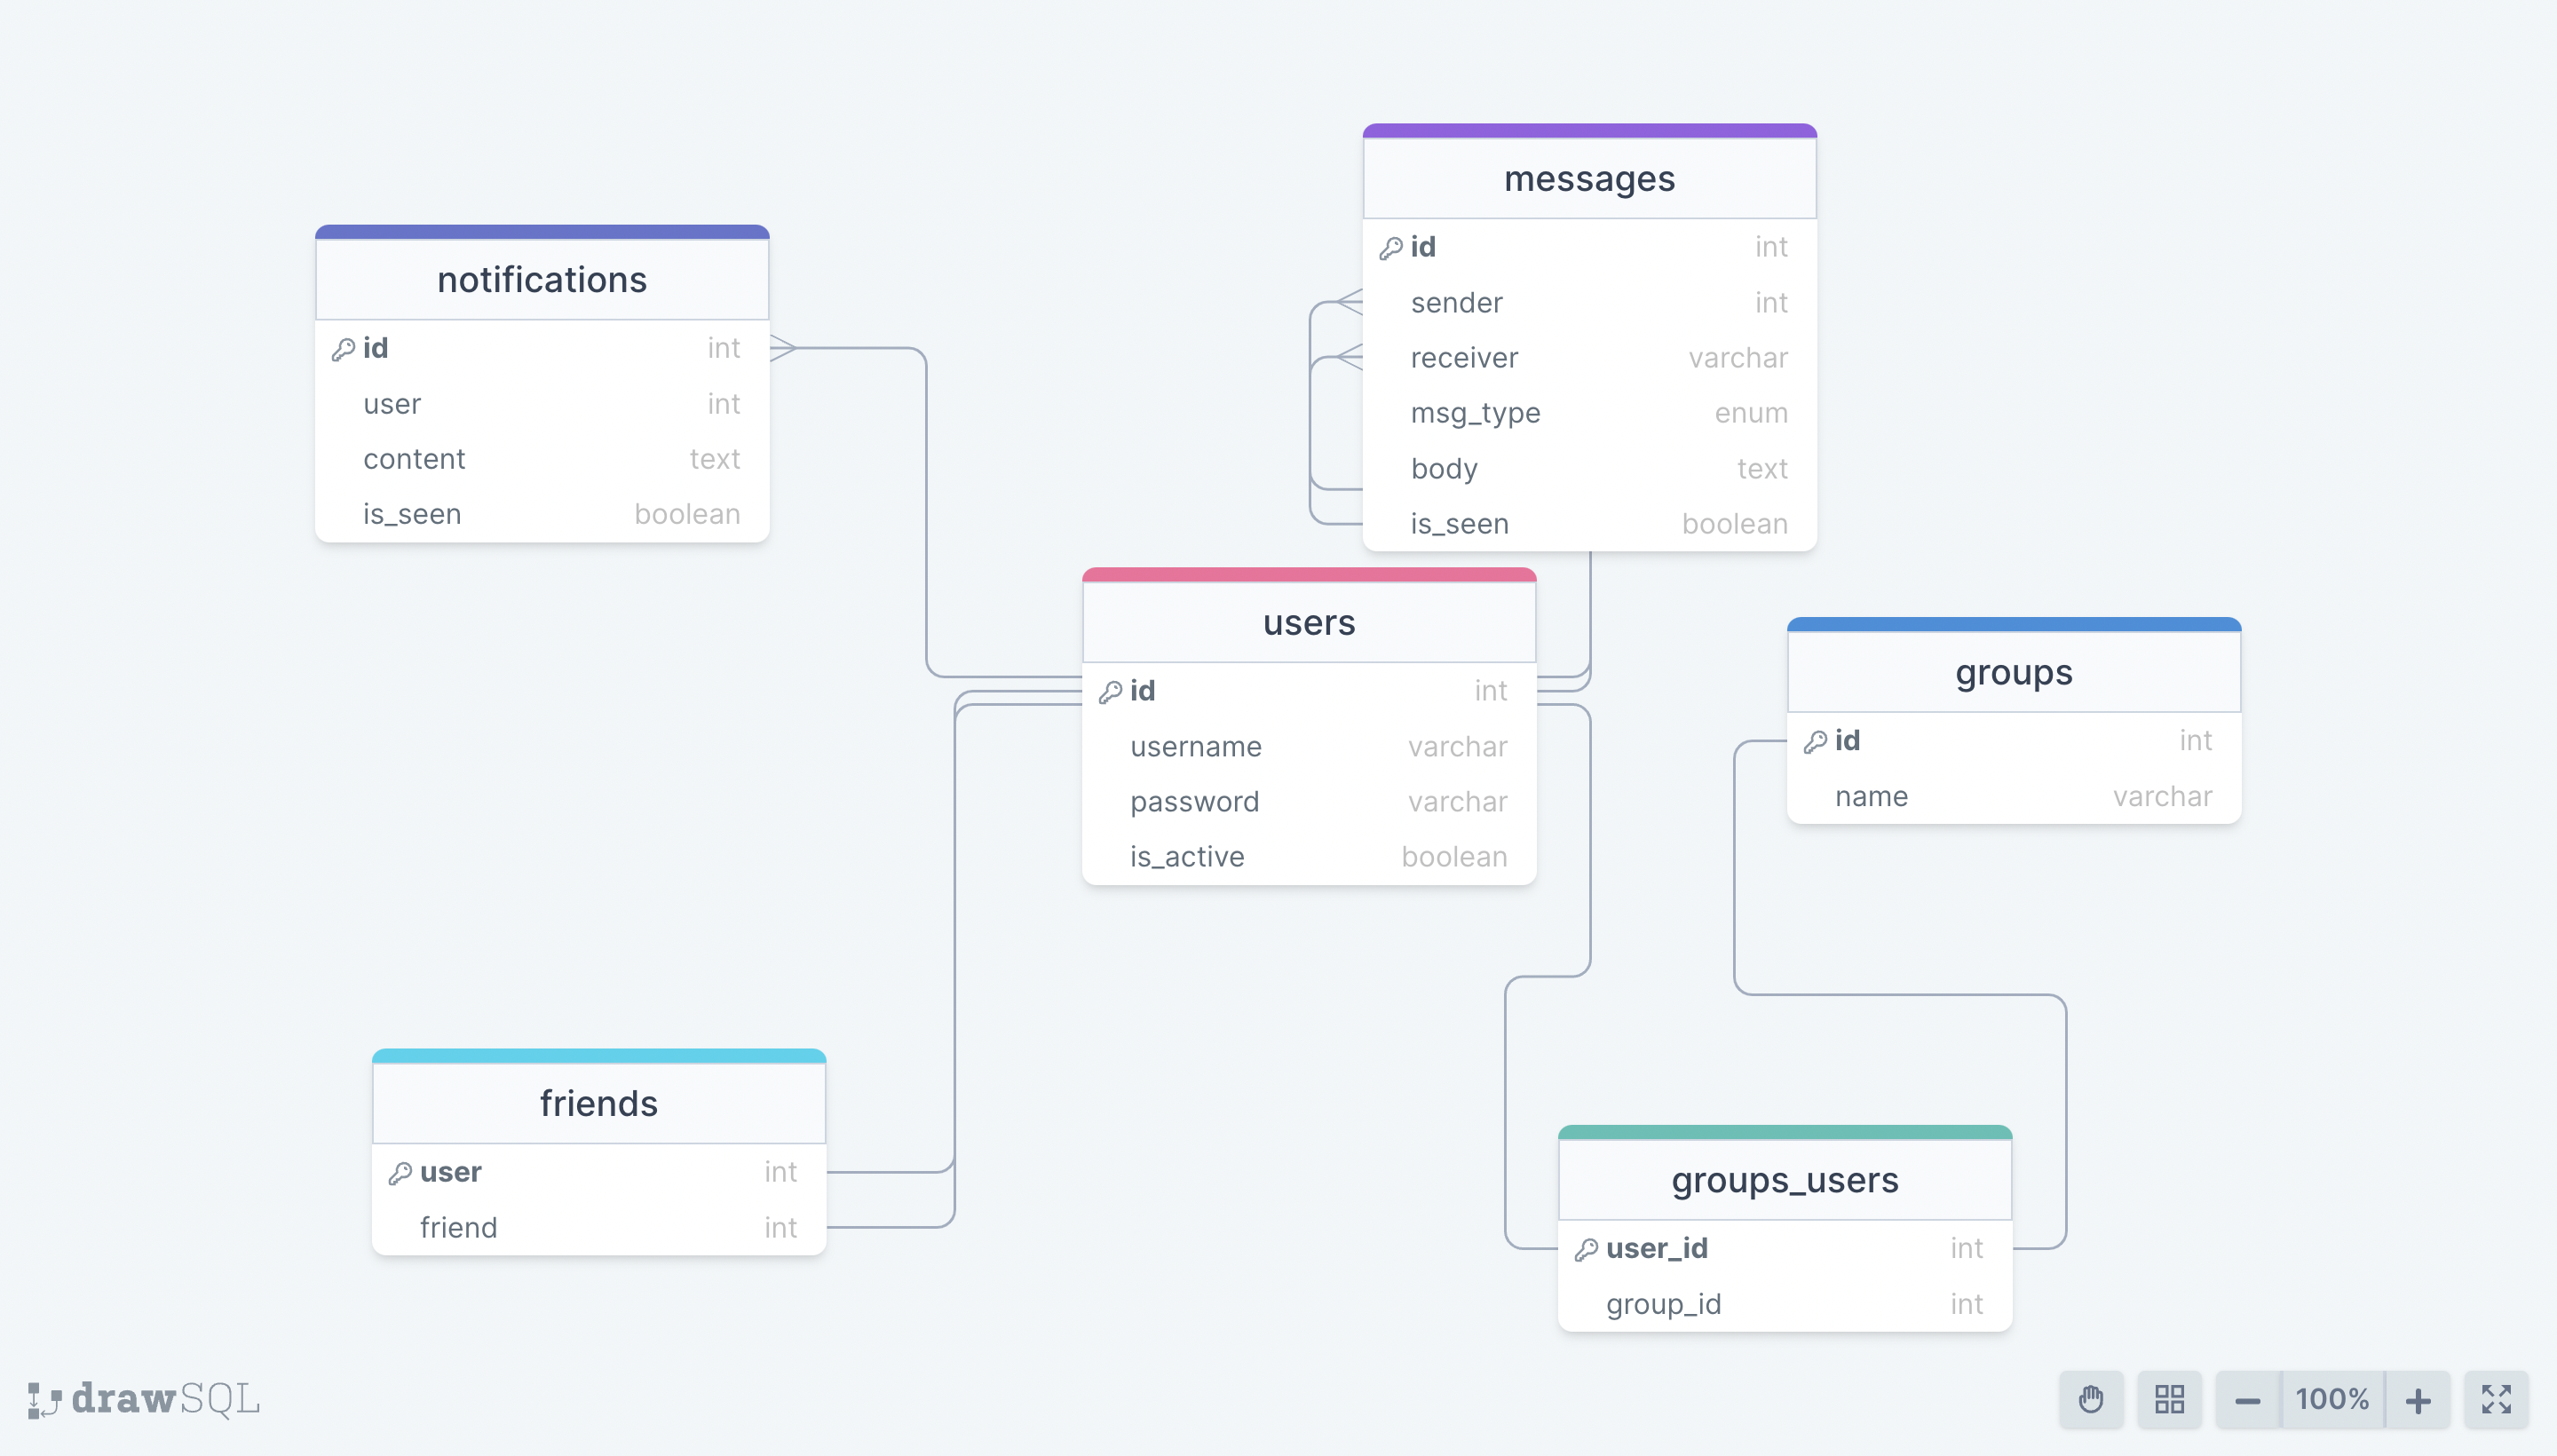 messages
id int
sender int
receiver varchar
msg_type enum
body text
is_seen boolean
notifications
id int
user int
content text
is_seen boolean
users
id int
username varchar
password varchar
is_active boolean
groups
id int
name varchar
friends
user int
friend int
groups_users
user_id int
group_id int
drawSQL
100%